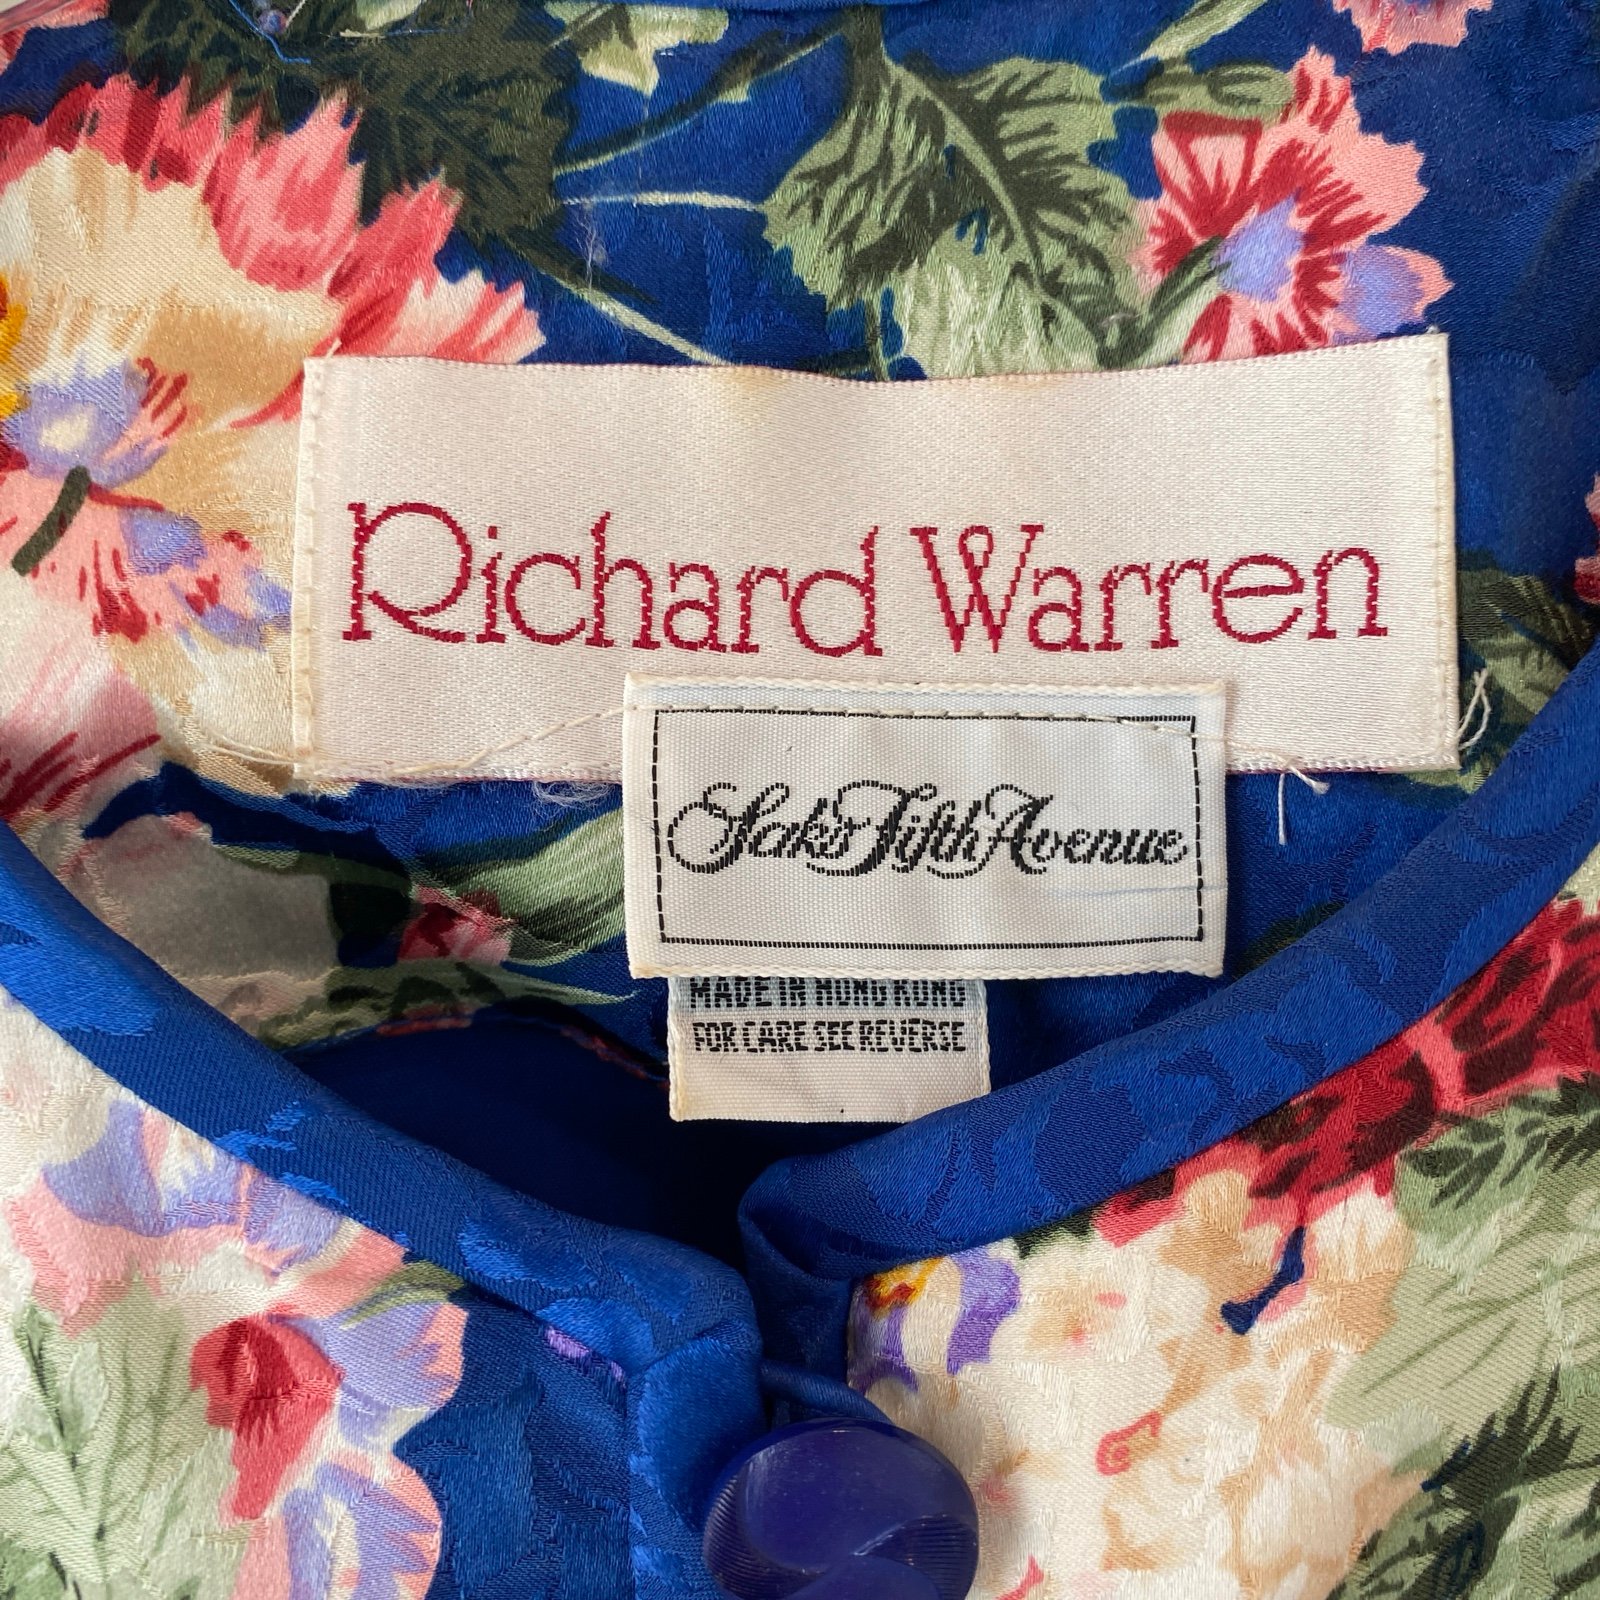 Richard Warren
Saks Fifth Avenue
MADE IN HONG KONG
FOR CARE SEE REVERSE